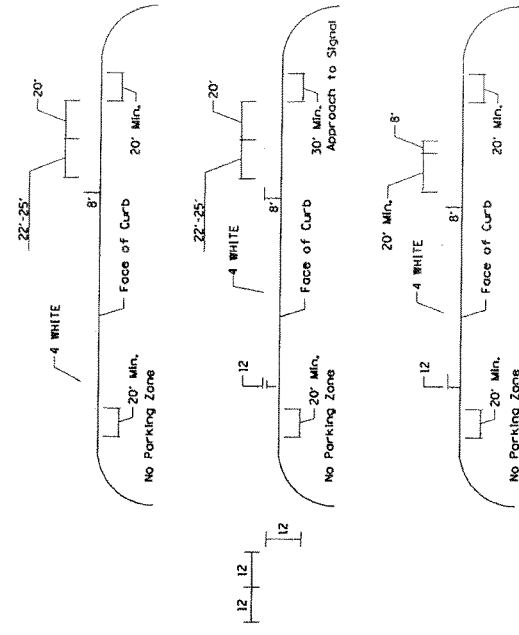 20'
22'-25'
8'
20' Min.
4 WHITE
Face of Curb
20' Min.
No Parking Zone
20'
22'-25'
8'
30' Min.
Approach to Signal
4 WHITE
Face of Curb
12
20' Min.
No Parking Zone
8'
20' Min.
8'
20' Min.
4 WHITE
Face of Curb
12
20' Min.
No Parking Zone
12
12
12